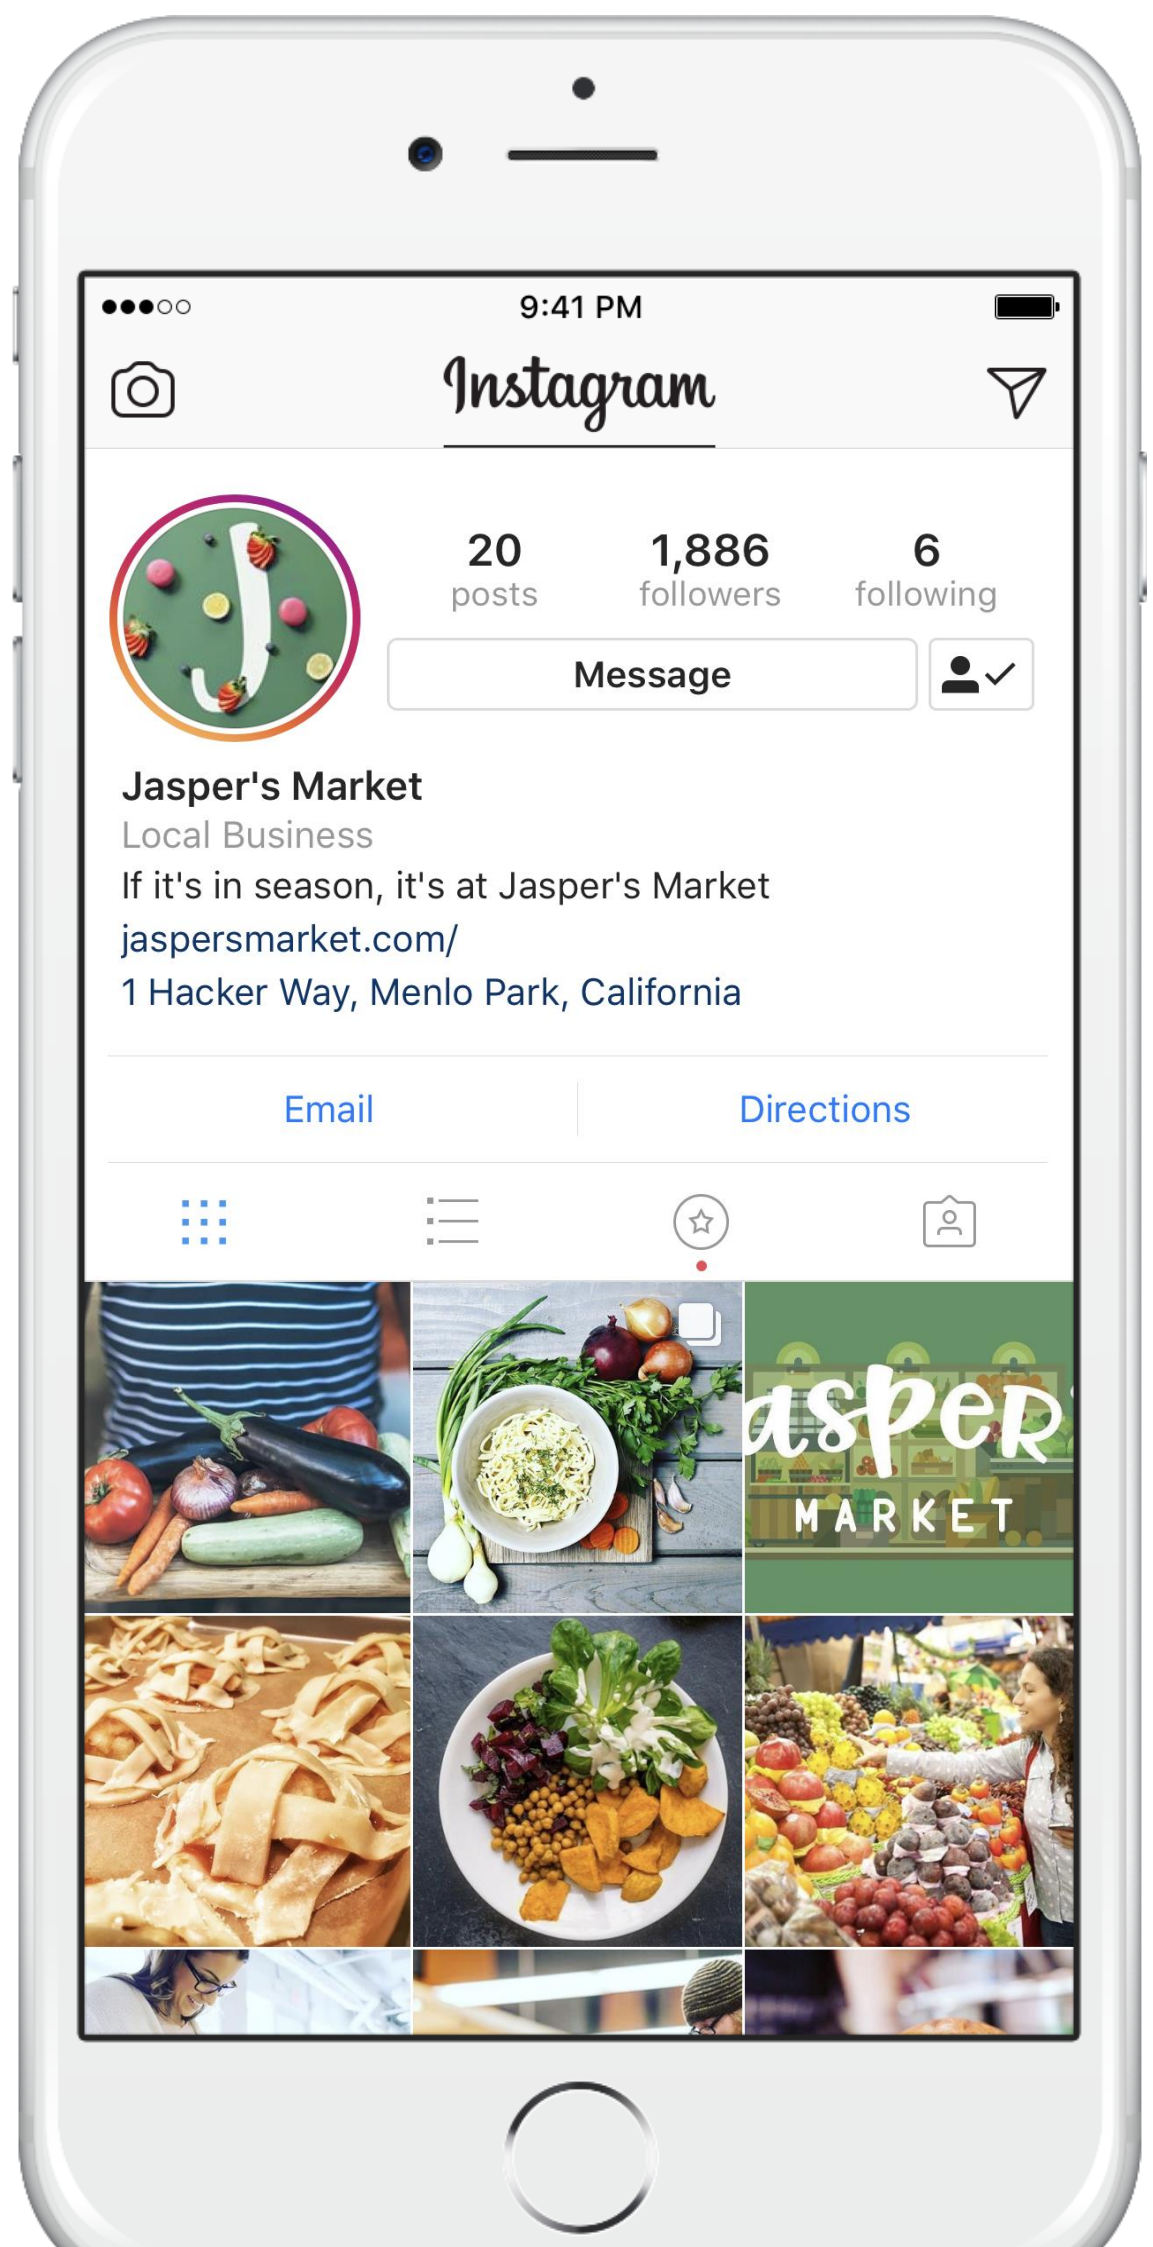 9:41 PM
Instagram
20 1,886 6
posts followers following
Message
Jasper's Market
Local Business
If it's in season, it's at Jasper's Market
jaspersmarket.com/
1 Hacker Way, Menlo Park, California
Email Directions
asper
MARKET